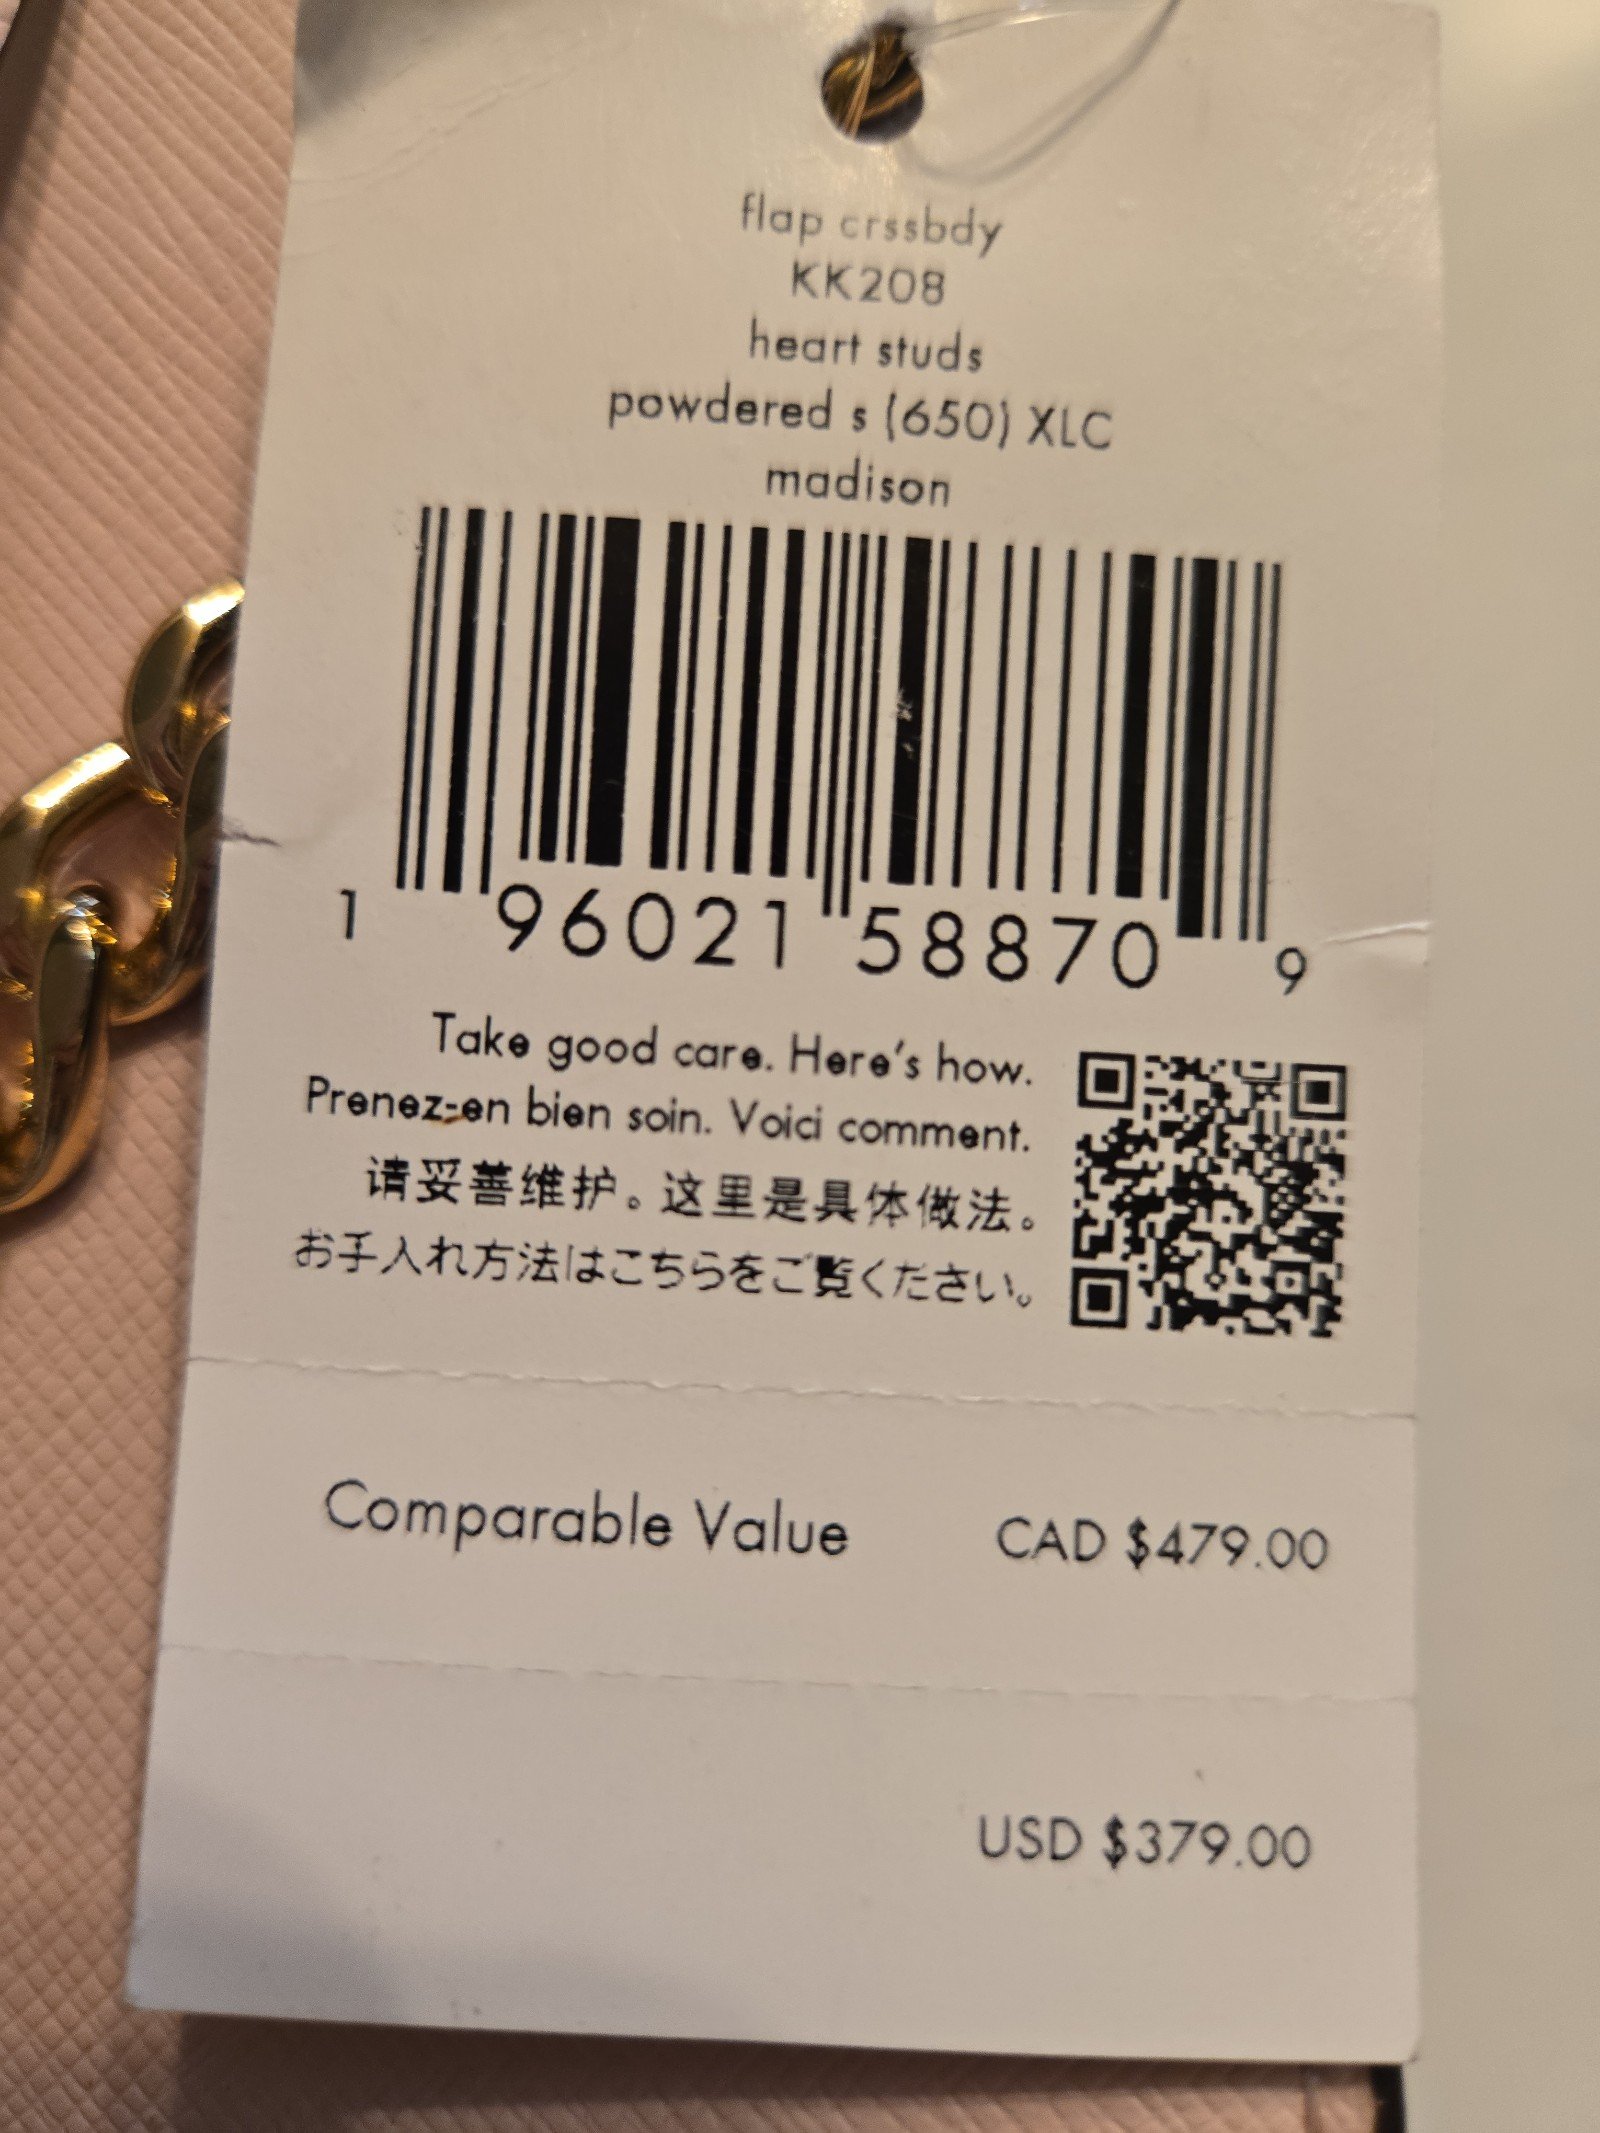 flap crssbdy
KK208
heart studs
powdered s (650) XLC
madison
1 96021 58870 9
Take good care. Here's how.
Prenez-en bien soin. Voici comment.
请妥善维护。这里是具体做法。
お手入れ方法はこちらをご覧ください。
Comparable Value CAD $479.00
USD $379.00